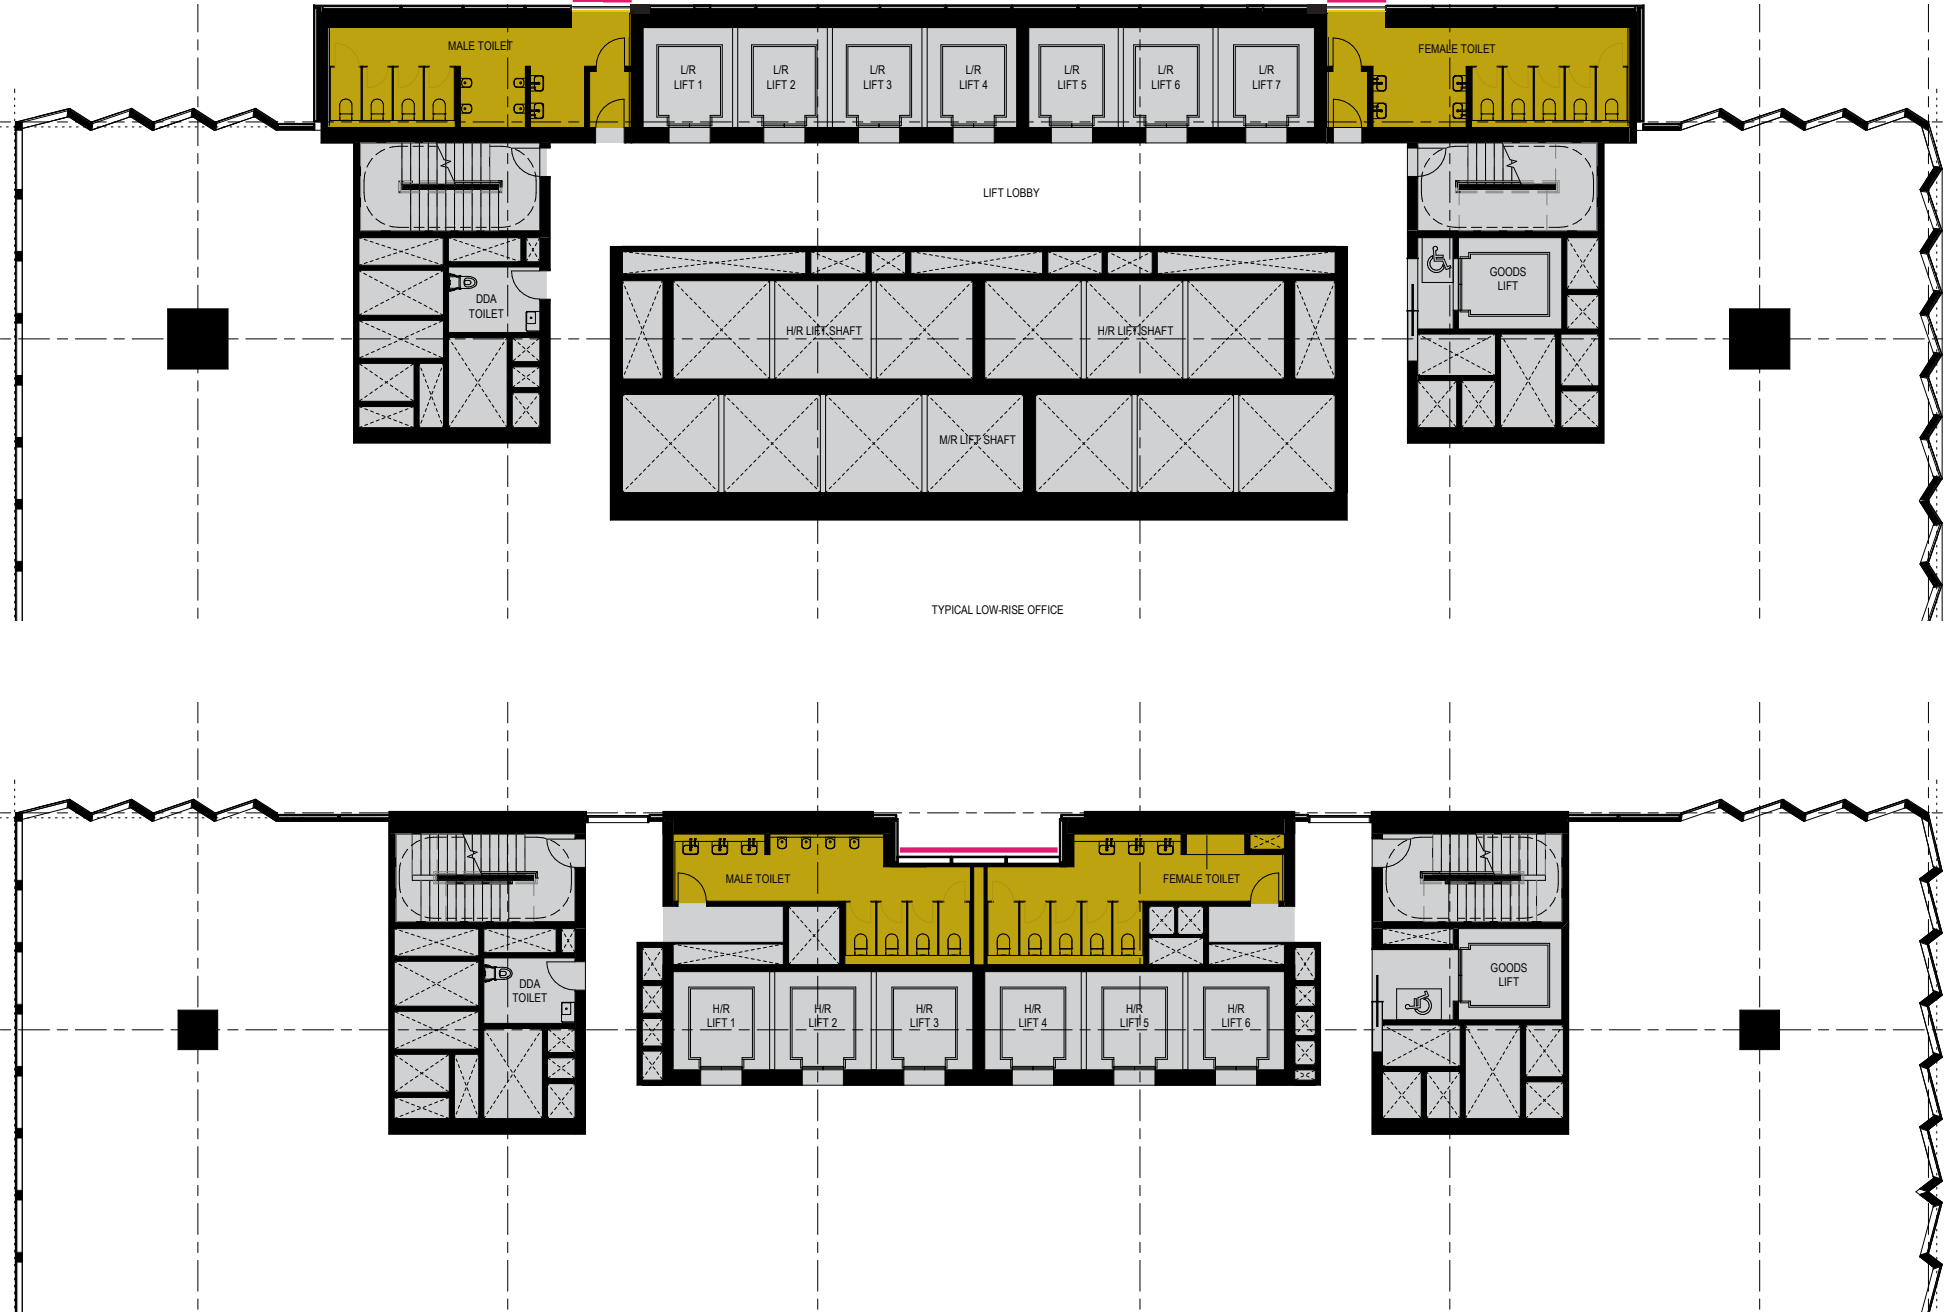 MALE TOILET
L/R
LIFT 1
L/R
LIFT 2
L/R
LIFT 3
L/R
LIFT 4
L/R
LIFT 5
L/R
LIFT 6
L/R
LIFT 7
FEMALE TOILET
LIFT LOBBY
DDA
TOILET
H/R LIFT SHAFT
H/R LIFT SHAFT
GOODS
LIFT
M/R LIFT SHAFT
TYPICAL LOW-RISE OFFICE
MALE TOILET
FEMALE TOILET
DDA
TOILET
H/R
LIFT 1
H/R
LIFT 2
H/R
LIFT 3
H/R
LIFT 4
H/R
LIFT 5
H/R
LIFT 6
GOODS
LIFT